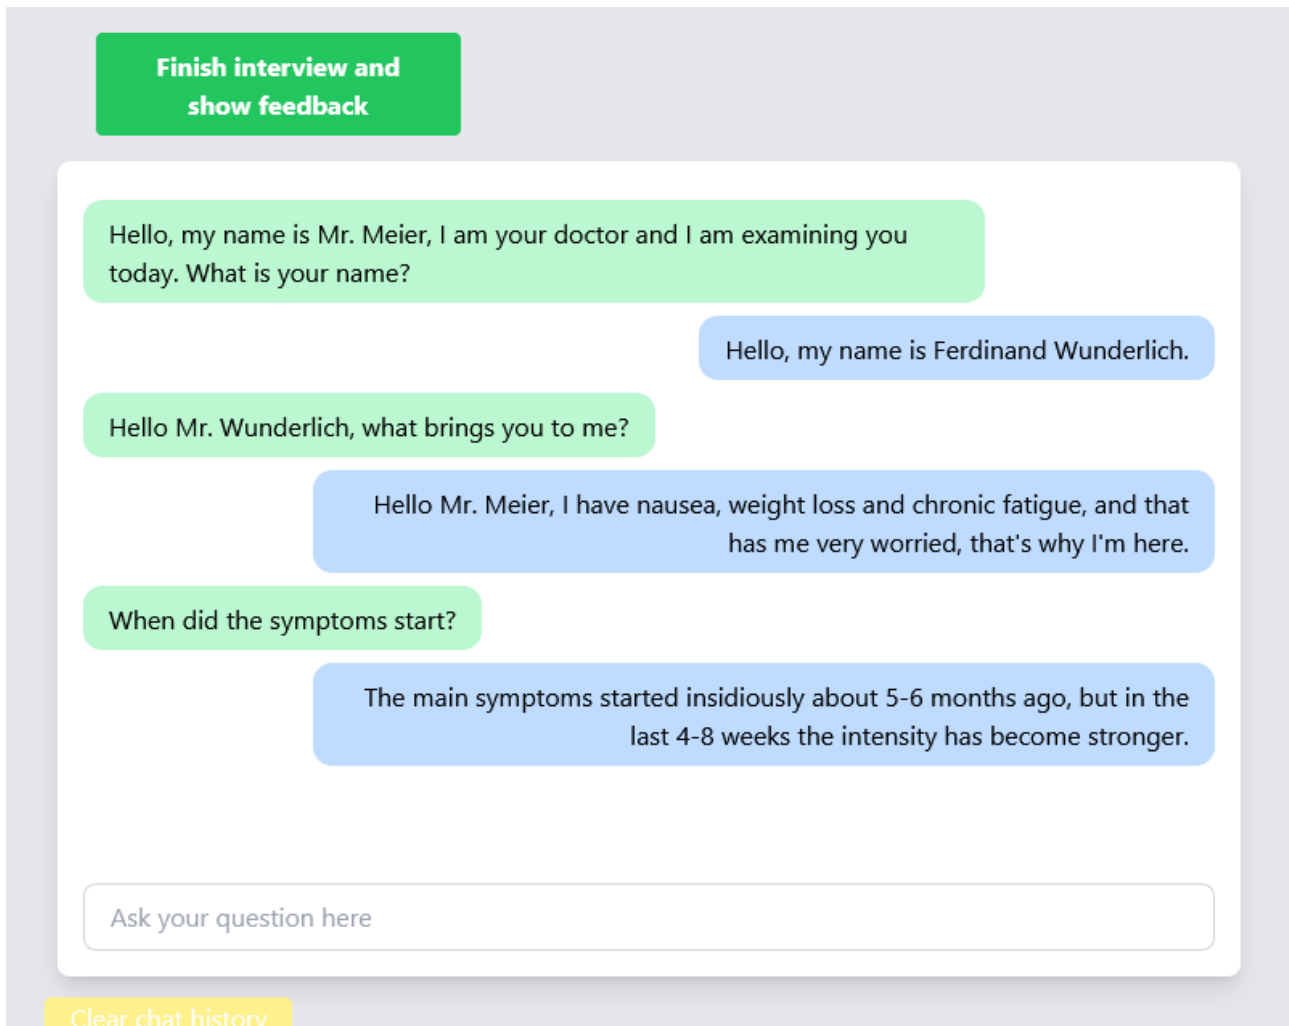 Finish interview and
show feedback
Hello, my name is Mr. Meier, I am your doctor and I am examining you
today. What is your name?
Hello, my name is Ferdinand Wunderlich.
Hello Mr. Wunderlich, what brings you to me?
Hello Mr. Meier, I have nausea, weight loss and chronic fatigue, and that
has me very worried, that's why I'm here.
When did the symptoms start?
The main symptoms started insidiously about 5-6 months ago, but in the
last 4-8 weeks the intensity has become stronger.
Ask your question here
Clear chat history